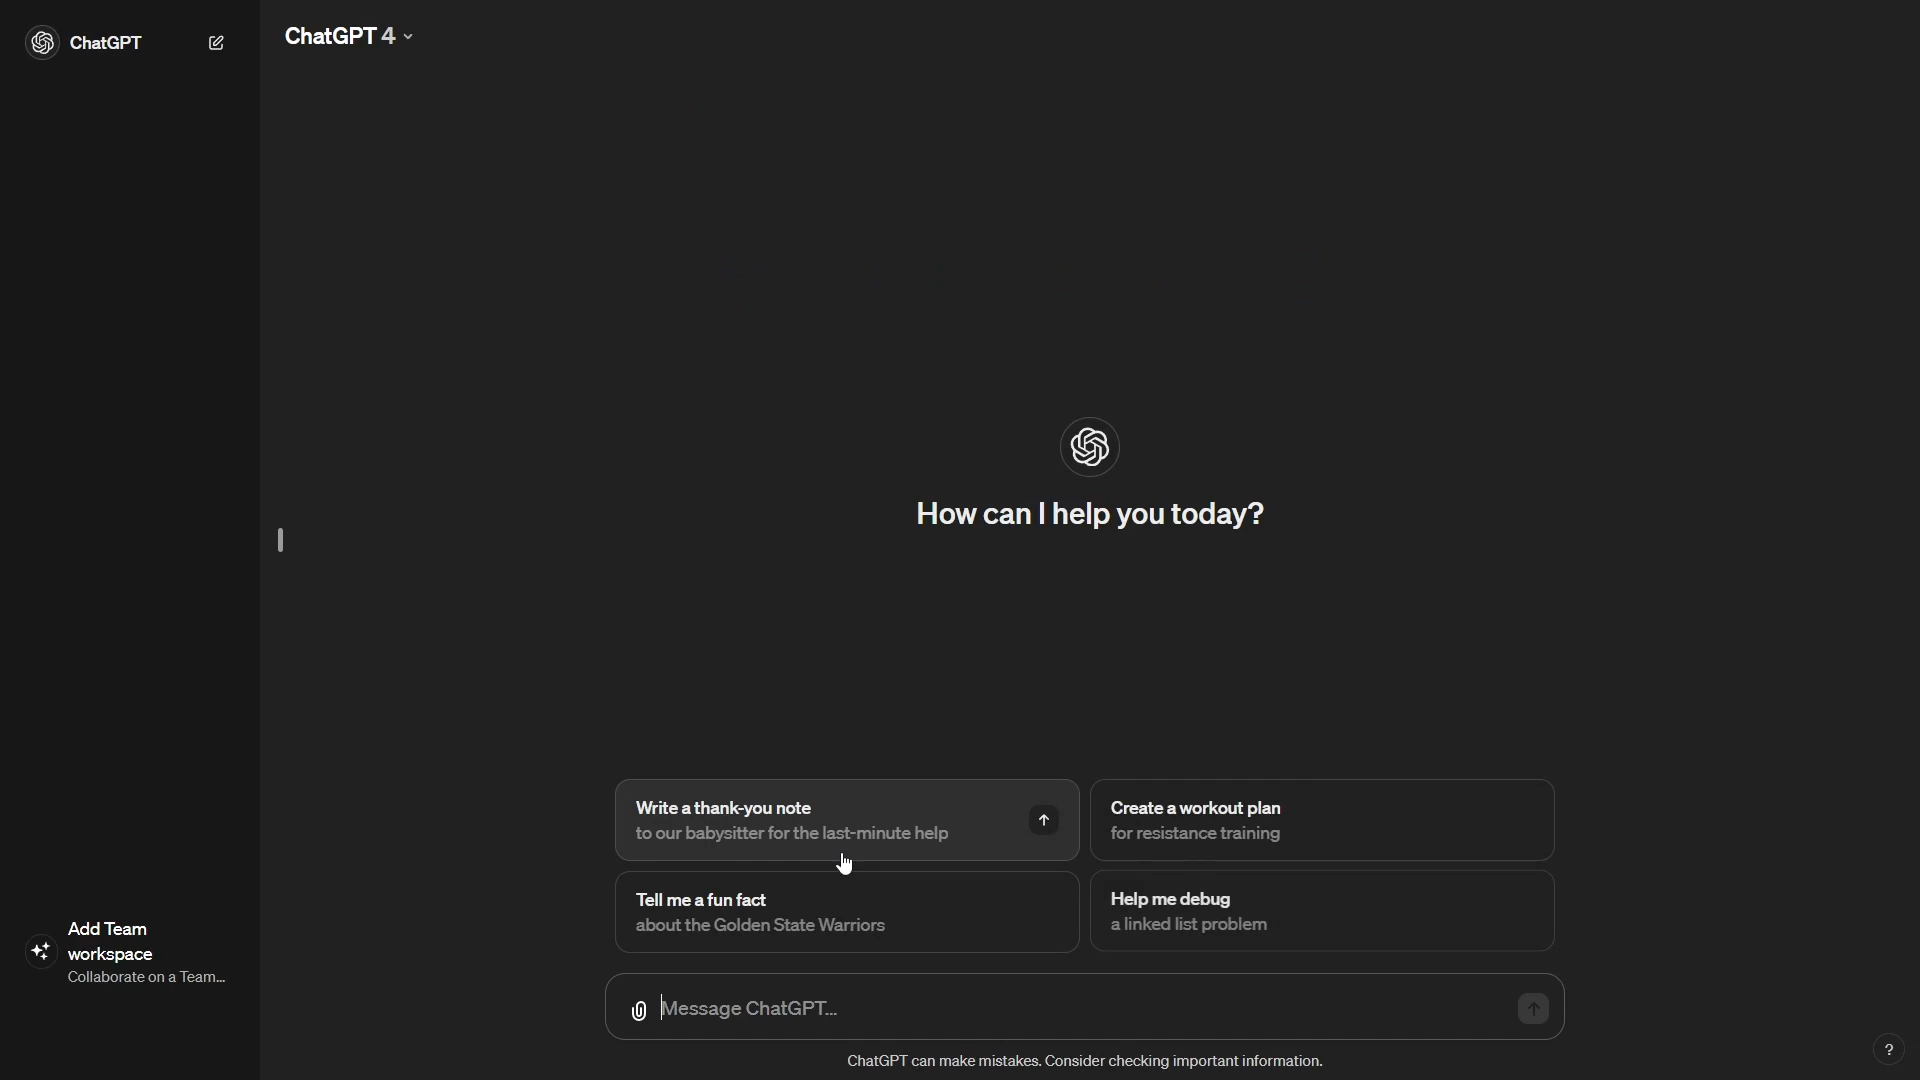 ChatGPT
ChatGPT 4
How can I help you today?
Write a thank-you note
to our babysitter for the last-minute help
Create a workout plan
for resistance training
Tell me a fun fact
about the Golden State Warriors
Help me debug
a linked list problem
Add Team
workspace
Collaborate on a Team...
Message ChatGPT...
ChatGPT can make mistakes. Consider checking important information.
?